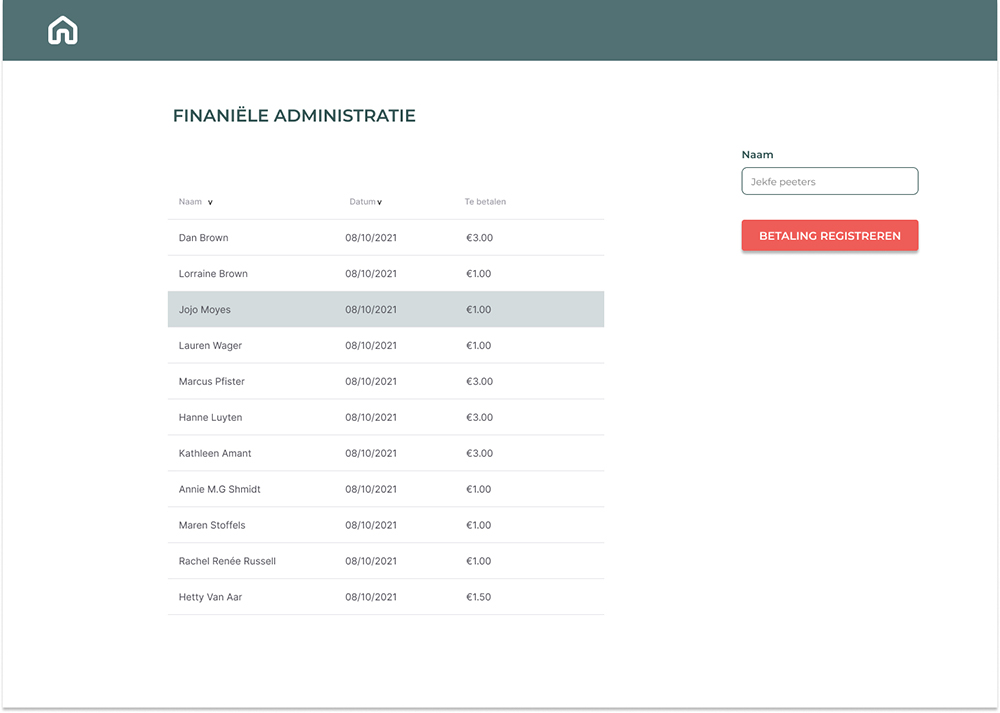 FINANIËLE ADMINISTRATIE
Naam
Jekfe peeters
BETALING REGISTREREN
Naam v Datum v Te betalen
Dan Brown 08/10/2021 €3.00
Lorraine Brown 08/10/2021 €1.00
Jojo Moyes 08/10/2021 €1.00
Lauren Wager 08/10/2021 €1.00
Marcus Pfister 08/10/2021 €3.00
Hanne Luyten 08/10/2021 €3.00
Kathleen Amant 08/10/2021 €3.00
Annie M.G Shmidt 08/10/2021 €1.00
Maren Stoffels 08/10/2021 €1.00
Rachel Renée Russell 08/10/2021 €1.00
Hetty Van Aar 08/10/2021 €1.50